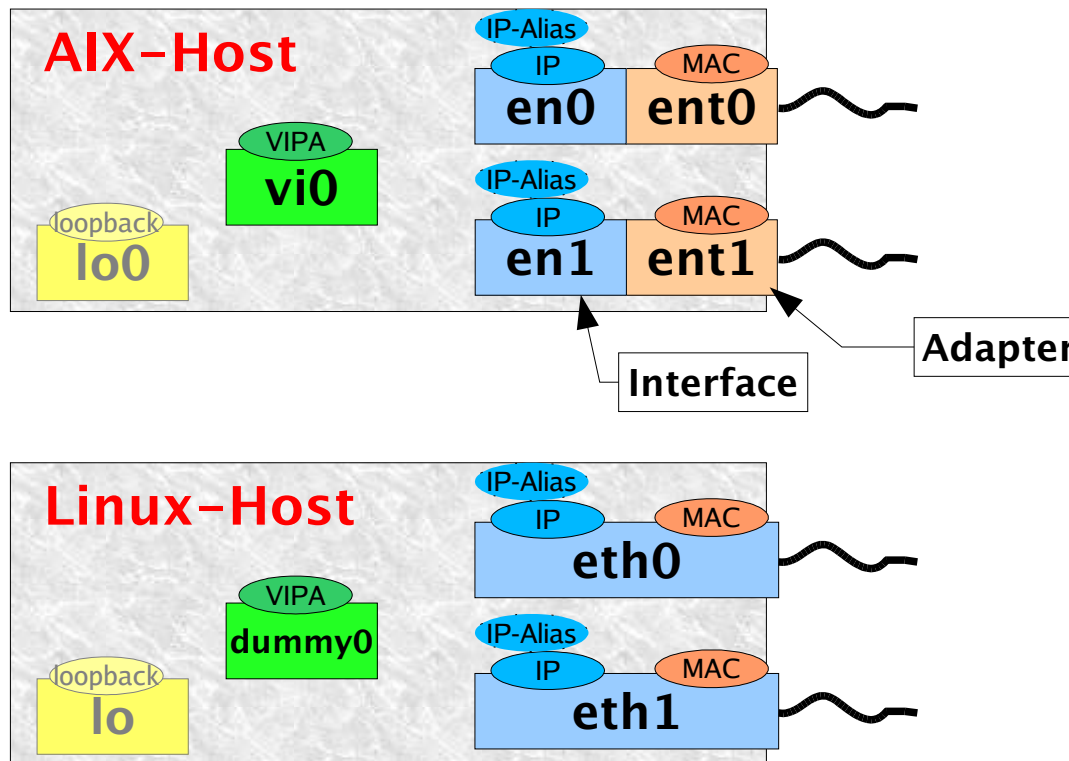 AIX-Host
IP-Alias
IP
MAC
en0
ent0
VIPA
vi0
IP-Alias
IP
MAC
en1
ent1
loopback
lo0
Adapter
Interface
Linux-Host
IP-Alias
IP
MAC
eth0
VIPA
dummy0
IP-Alias
IP
MAC
eth1
loopback
lo